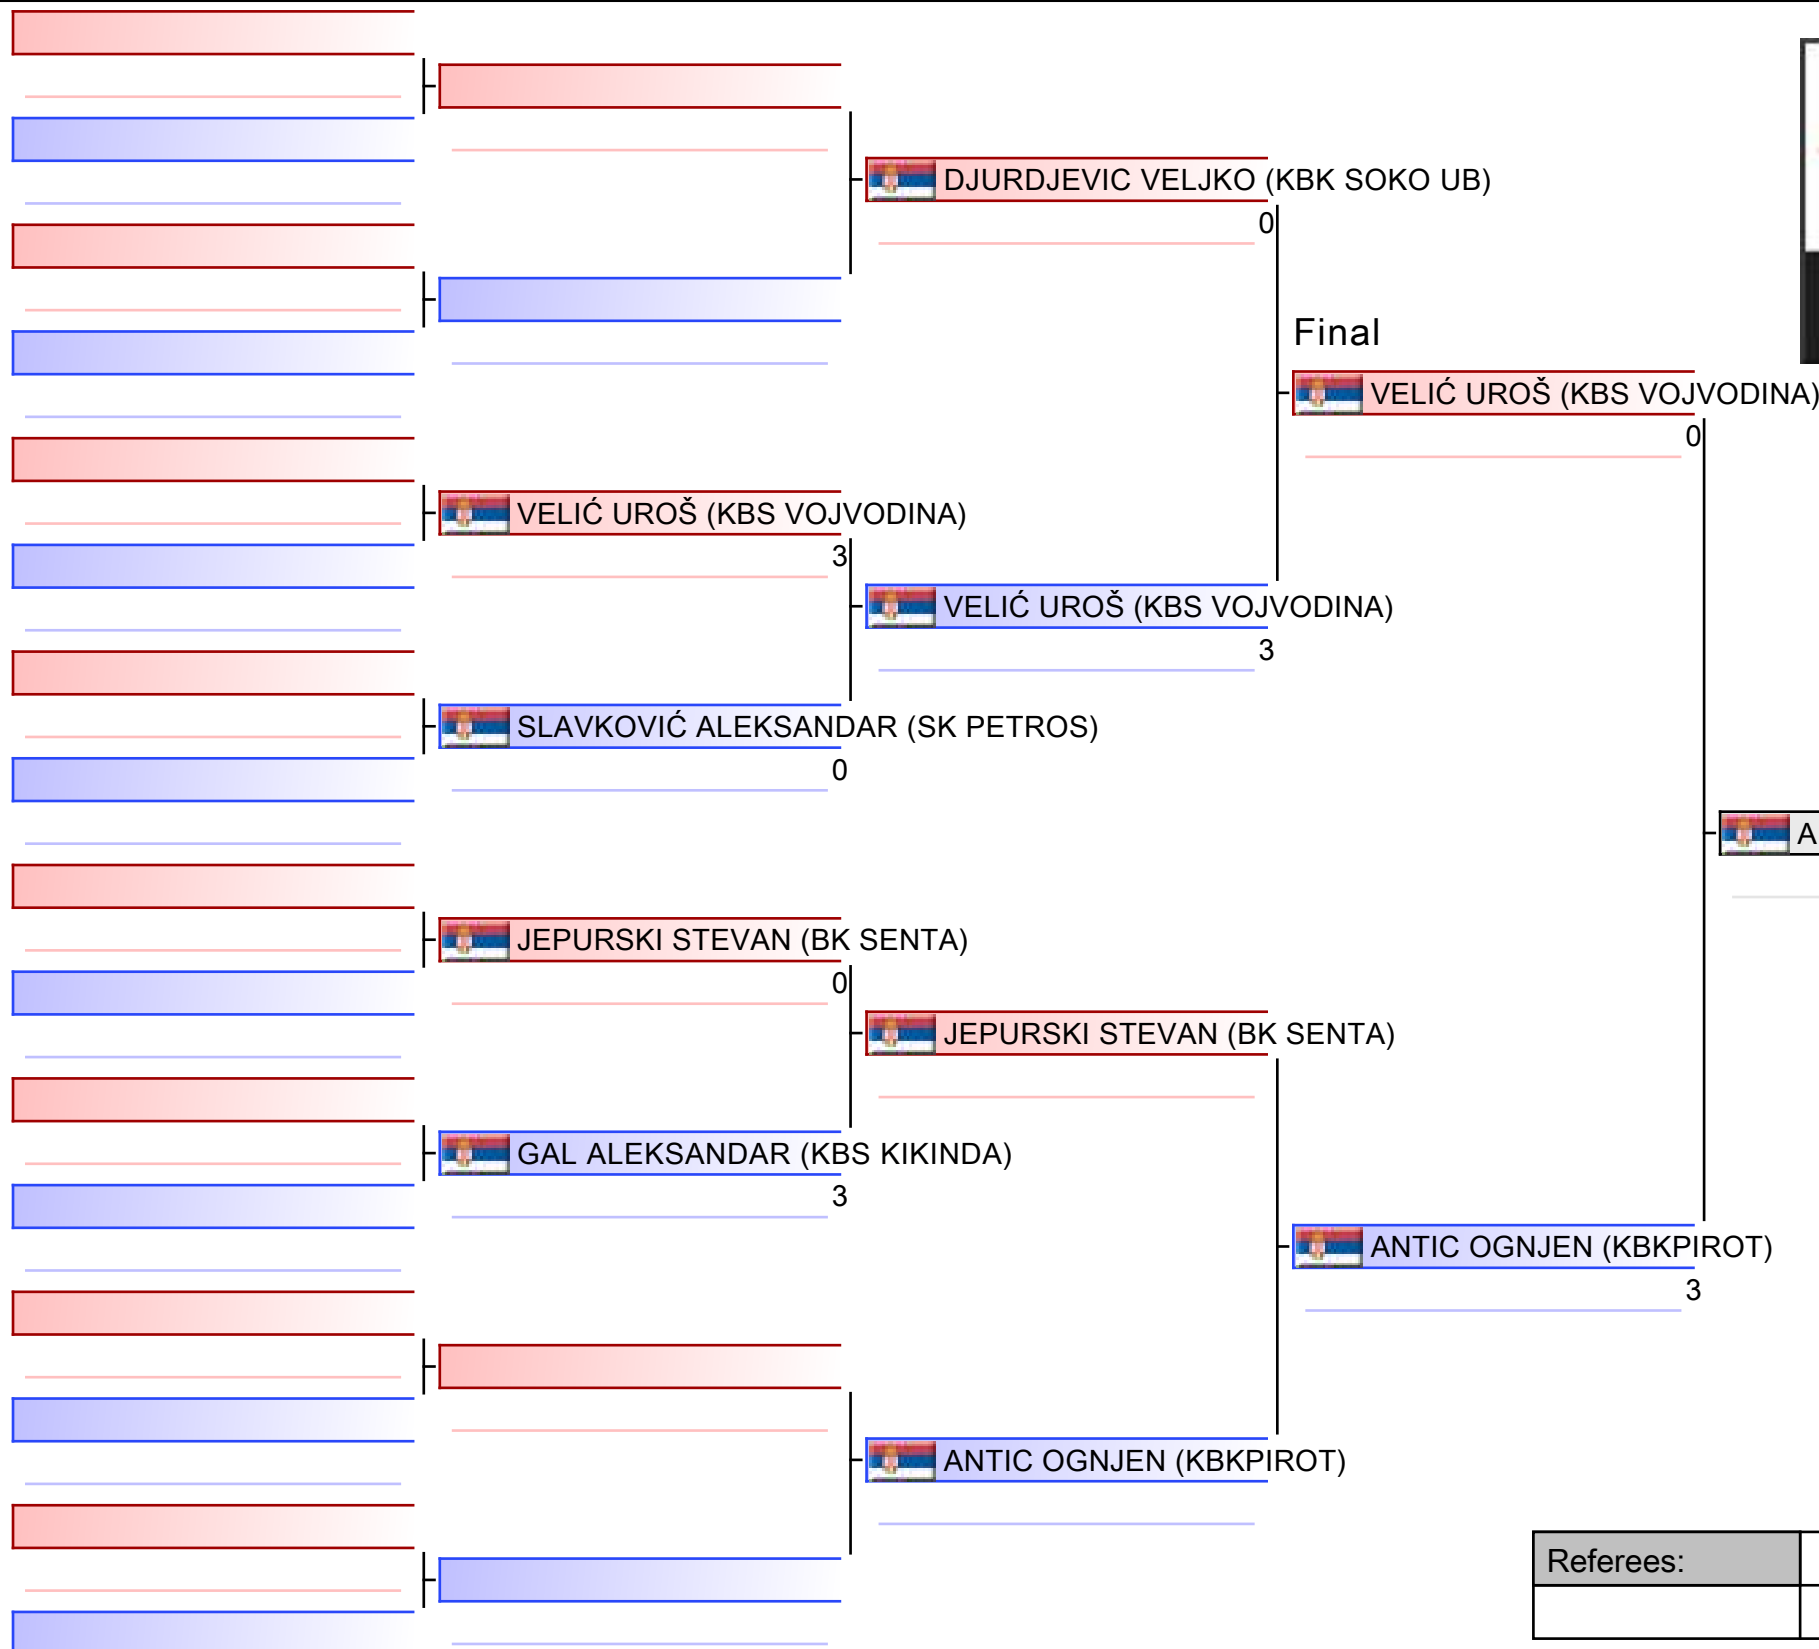 DJURDJEVIC VELJKO (KBK SOKO UB)
0
Final
VELIĆ UROŠ (KBS VOJVODINA)
0
VELIĆ UROŠ (KBS VOJVODINA)
3
VELIĆ UROŠ (KBS VOJVODINA)
3
SLAVKOVIĆ ALEKSANDAR (SK PETROS)
0
A
JEPURSKI STEVAN (BK SENTA)
0
JEPURSKI STEVAN (BK SENTA)
GAL ALEKSANDAR (KBS KIKINDA)
3
ANTIC OGNJEN (KBKPIROT)
3
ANTIC OGNJEN (KBKPIROT)
Referees: